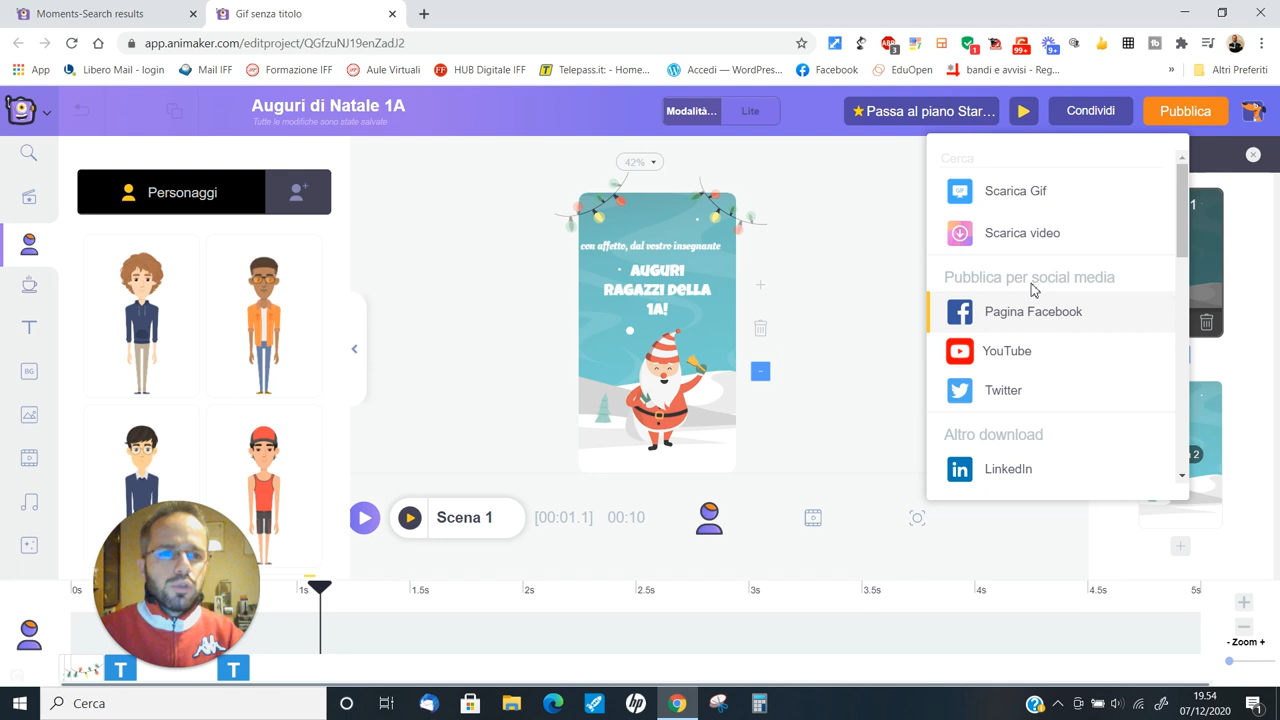 Moments-Search results
Gif senza titolo
app.animaker.com/editproject/QGfzuNJ19enZadJ2
3
1
99+
9+
App
Libero Mail - login
Mail IFF
Formazione IFF
Aule Virtuali
HUB Digitale IFF
Telepass.it: - Home...
Accedi — WordPres...
Facebook
EduOpen
bandi e avvisi - Reg...
»
Altri Preferiti
Auguri di Natale 1A
Tutte le modifiche sono state salvate
Modalità...
Lite
Passa al piano Star...
Condividi
Pubblica
Personaggi
42%
con affetto, dal vostro insegnante
AUGURI
RAGAZZI DELLA
1A!
Cerca
Scarica Gif
Scarica video
Pubblica per social media
Pagina Facebook
YouTube
Twitter
Altro download
LinkedIn
BG
T
Scena 1
[00:01.1]
00:10
0s
1s
1.5s
2s
2.5s
3s
3.5s
4s
4.5s
5s
- Zoom +
T
T
Cerca
19.54
07/12/2020